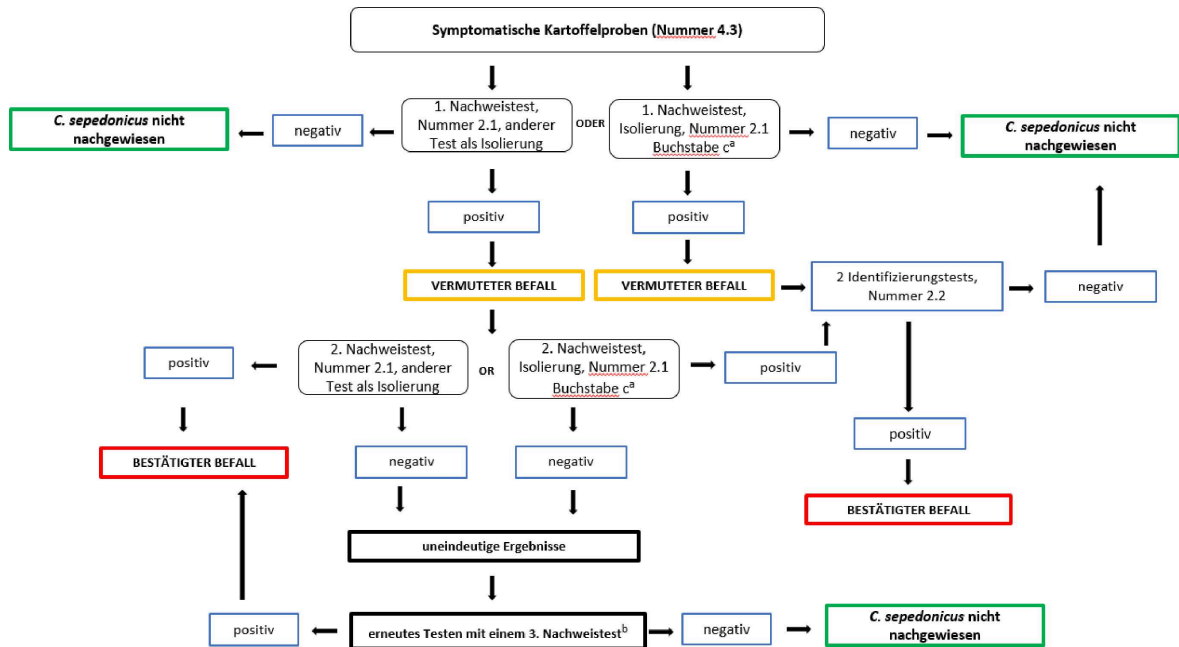 Symptomatische Kartoffelproben (Nummer 4.3)
C. sepedonicus nicht
nachgewiesen
negativ
1. Nachweistest,
Nummer 2.1, anderer
Test als Isolierung
ODER
1. Nachweistest,
Isolierung, Nummer 2.1
Buchstabe cᵃ
negativ
C. sepedonicus nicht
nachgewiesen
positiv
positiv
VERMUTETER BEFALL
VERMUTETER BEFALL
2 Identifizierungstests,
Nummer 2.2
negativ
positiv
2. Nachweistest,
Nummer 2.1, anderer
Test als Isolierung
OR
2. Nachweistest,
Isolierung, Nummer 2.1
Buchstabe cᵃ
positiv
BESTÄTIGTER BEFALL
negativ
negativ
positiv
BESTÄTIGTER BEFALL
uneindeutige Ergebnisse
positiv
erneutes Testen mit einem 3. Nachweistestᵇ
negativ
C. sepedonicus nicht
nachgewiesen